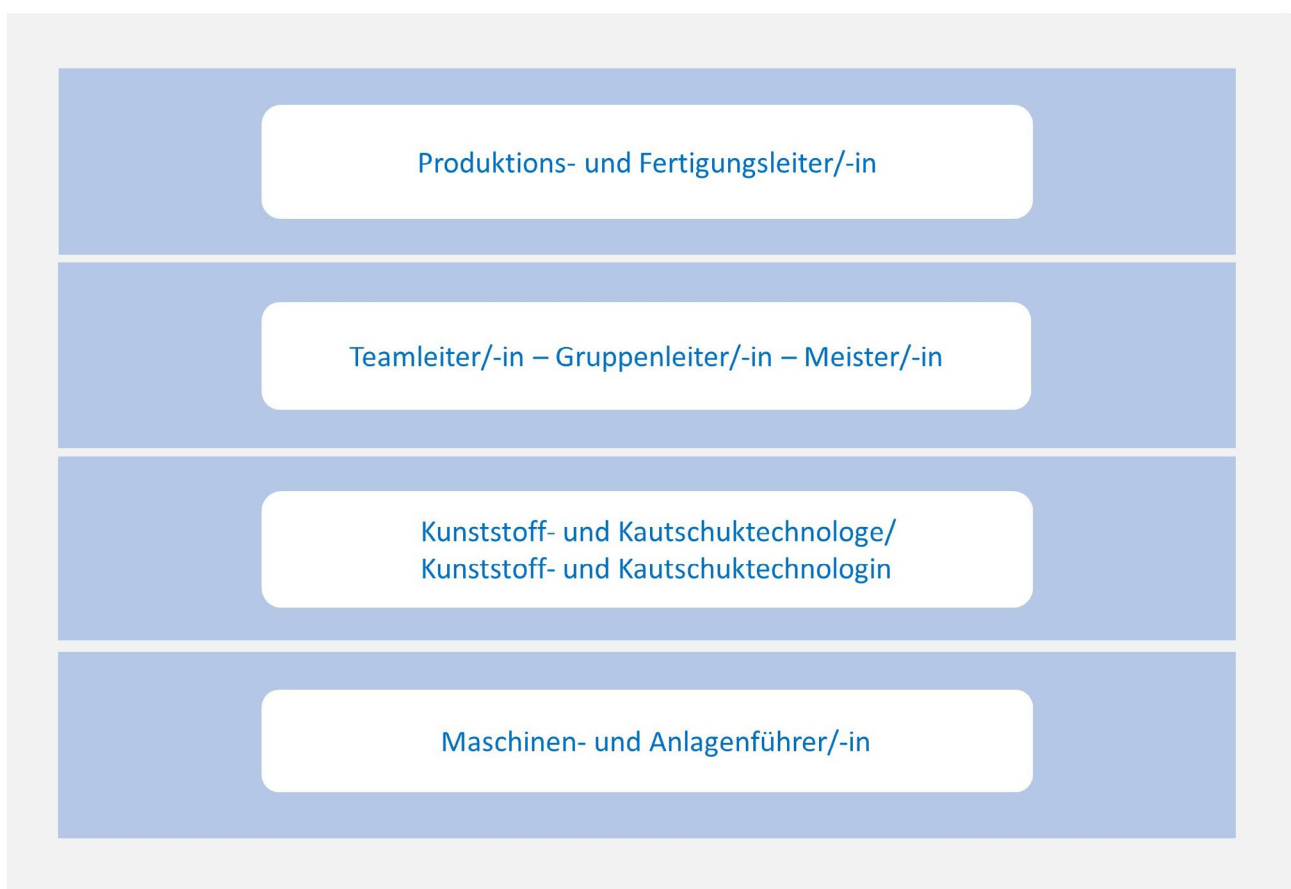 Produktions- und Fertigungsleiter/-in
Teamleiter/-in – Gruppenleiter/-in – Meister/-in
Kunststoff- und Kautschuktechnologe/
Kunststoff- und Kautschuktechnologin
Maschinen- und Anlagenführer/-in